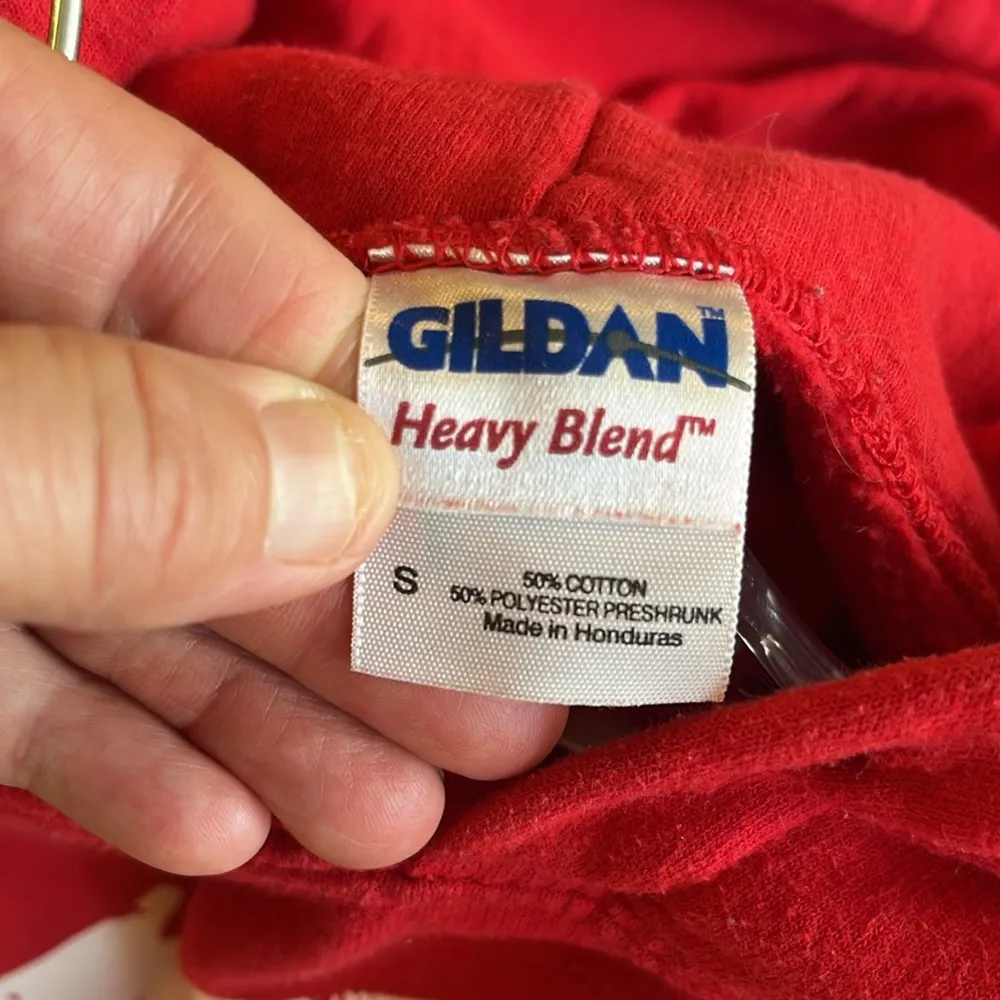 GILDAN™
Heavy Blend™
S
50% COTTON
50% POLYESTER PRESHRUNK
Made in Honduras